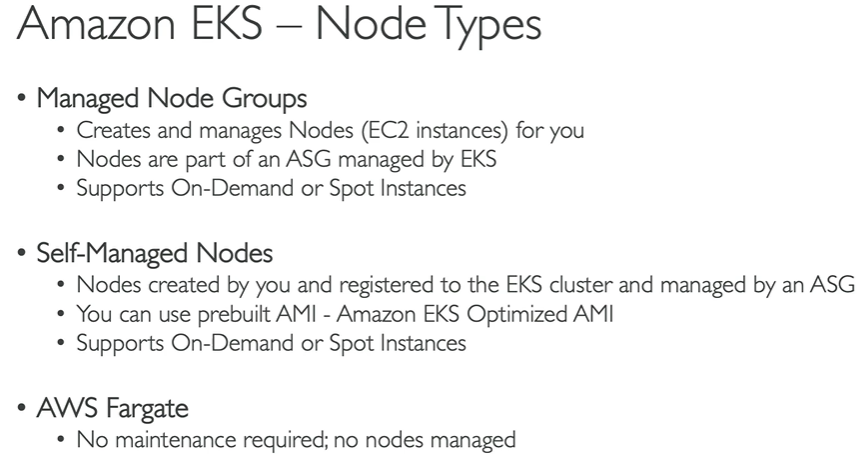 Amazon EKS – Node Types
• Managed Node Groups
• Creates and manages Nodes (EC2 instances) for you
• Nodes are part of an ASG managed by EKS
• Supports On-Demand or Spot Instances
• Self-Managed Nodes
• Nodes created by you and registered to the EKS cluster and managed by an ASG
• You can use prebuilt AMI - Amazon EKS Optimized AMI
• Supports On-Demand or Spot Instances
• AWS Fargate
• No maintenance required; no nodes managed